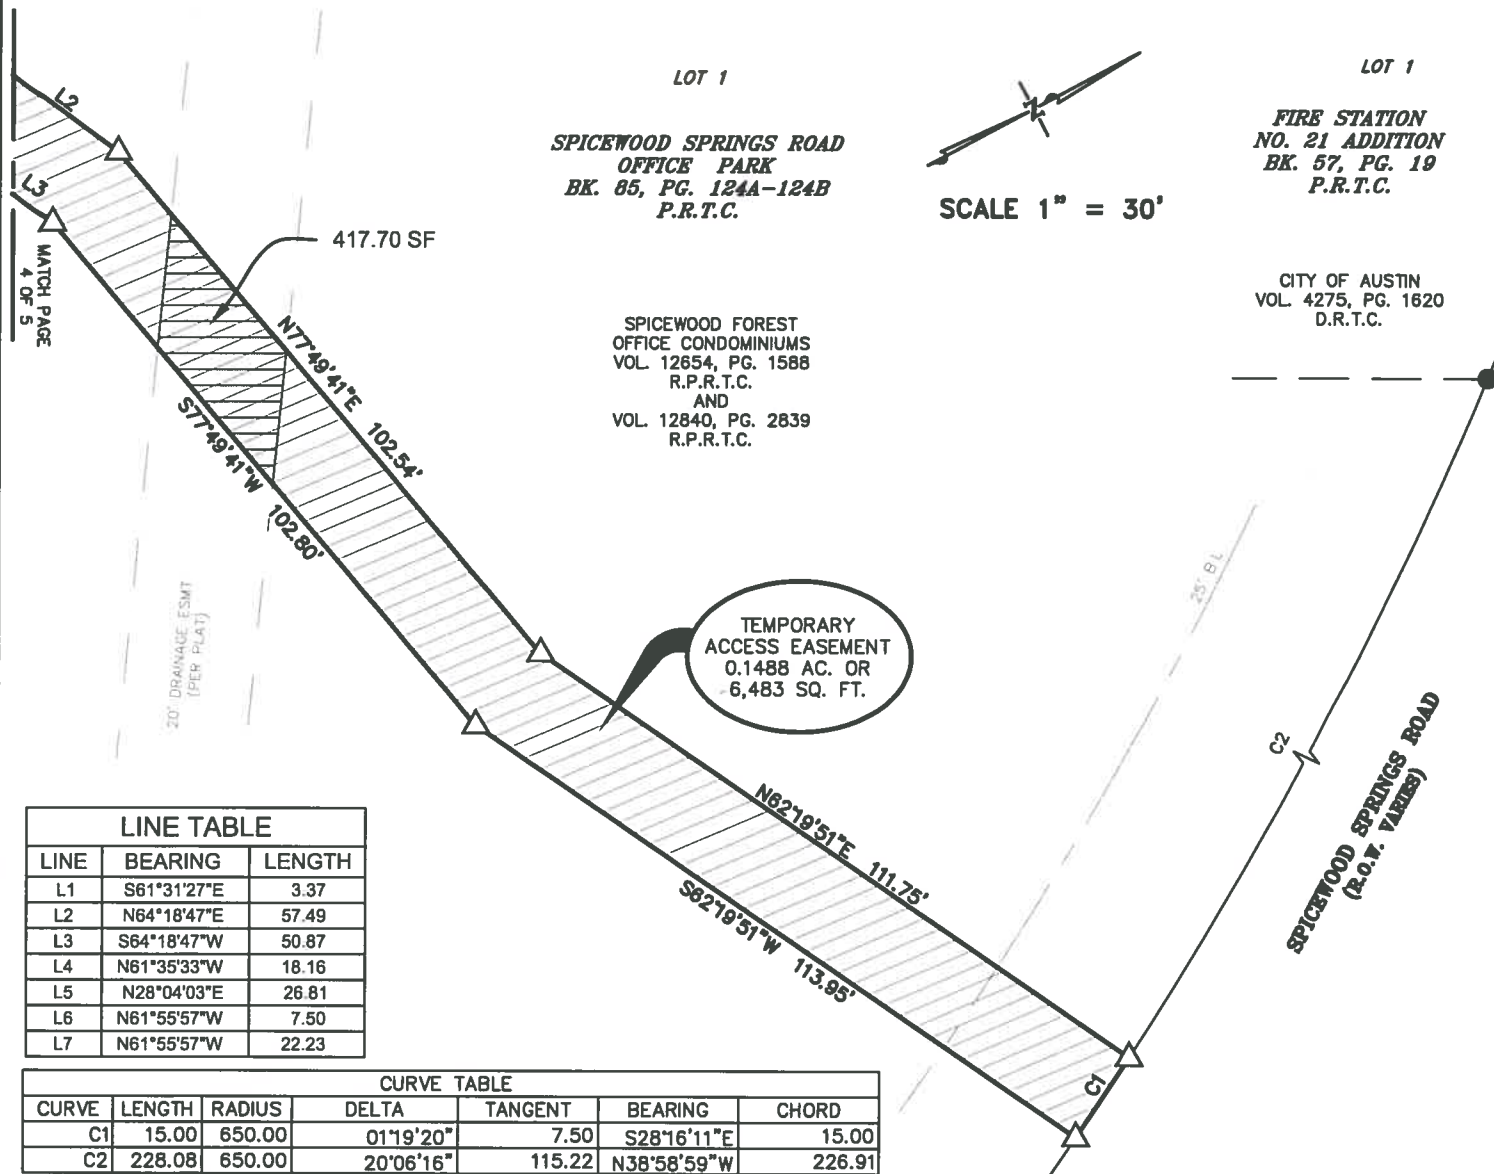 L2
L3
MATCH PAGE
4 OF 5
417.70 SF
N77°49'41"E 102.54'
S77°49'41"W 102.80'
20' DRAINAGE ESMT
(PER PLAT)
LOT 1
SPICEWOOD SPRINGS ROAD
OFFICE PARK
BK. 85, PG. 124A-124B
P.R.T.C.
SPICEWOOD FOREST
OFFICE CONDOMINIUMS
VOL. 12654, PG. 1588
R.P.R.T.C.
AND
VOL. 12840, PG. 2839
R.P.R.T.C.
N
SCALE 1" = 30'
LOT 1
FIRE STATION
NO. 21 ADDITION
BK. 57, PG. 19
P.R.T.C.
CITY OF AUSTIN
VOL. 4275, PG. 1620
D.R.T.C.
TEMPORARY
ACCESS EASEMENT
0.1488 AC. OR
6,483 SQ. FT.
25' BL
C2
SPICEWOOD SPRINGS ROAD
(R.O.W. VARIES)
N62°19'51"E 111.75'
S62°19'51"W 113.95'
C1
LINE TABLE
LINE BEARING LENGTH
L1 S61°31'27"E 3.37
L2 N64°18'47"E 57.49
L3 S64°18'47"W 50.87
L4 N61°35'33"W 18.16
L5 N28°04'03"E 26.81
L6 N61°55'57"W 7.50
L7 N61°55'57"W 22.23
CURVE TABLE
CURVE LENGTH RADIUS DELTA TANGENT BEARING CHORD
C1 15.00 650.00 01°19'20" 7.50 S28°16'11"E 15.00
C2 228.08 650.00 20°06'16" 115.22 N38°58'59"W 226.91